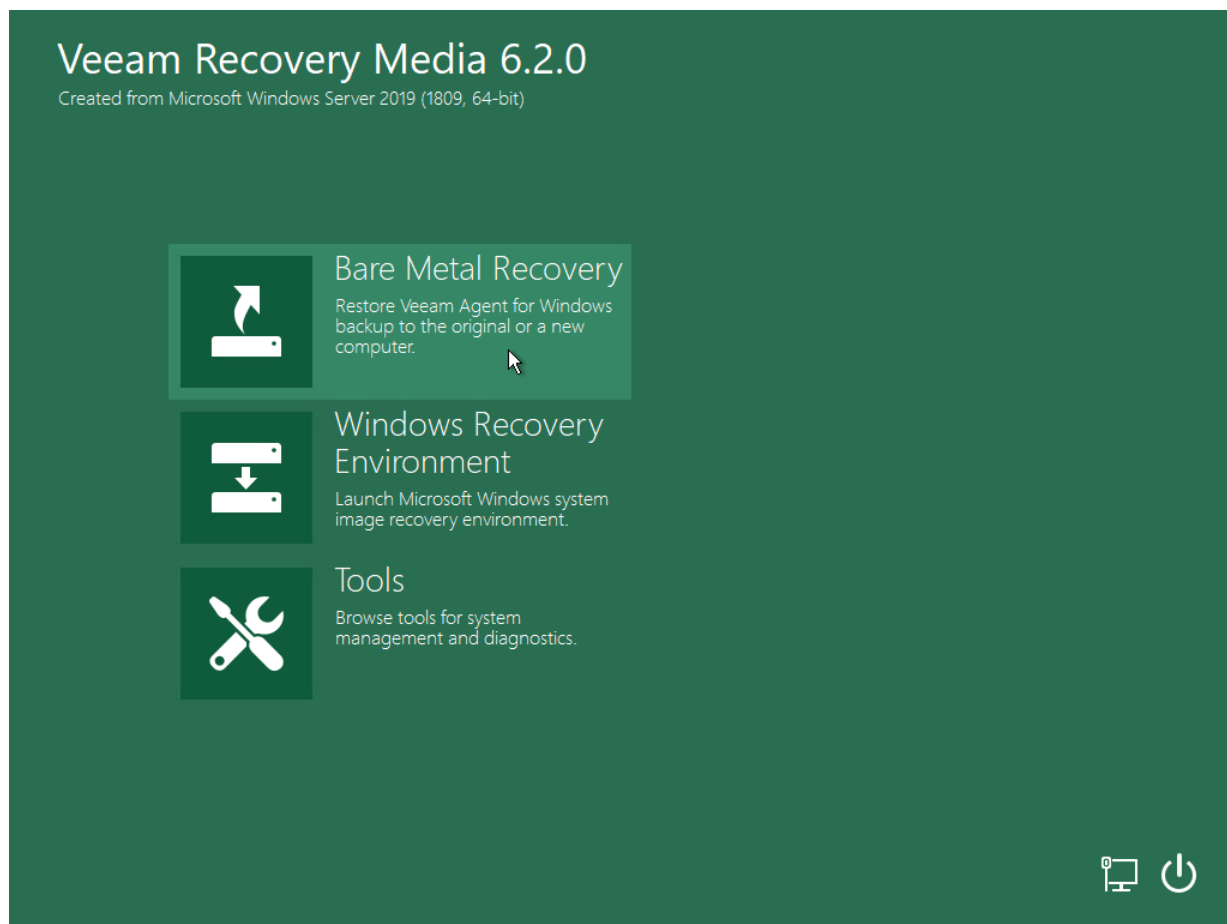 Veeam Recovery Media 6.2.0
Created from Microsoft Windows Server 2019 (1809, 64-bit)
Bare Metal Recovery
Restore Veeam Agent for Windows
backup to the original or a new
computer.
Windows Recovery
Environment
Launch Microsoft Windows system
image recovery environment.
Tools
Browse tools for system
management and diagnostics.